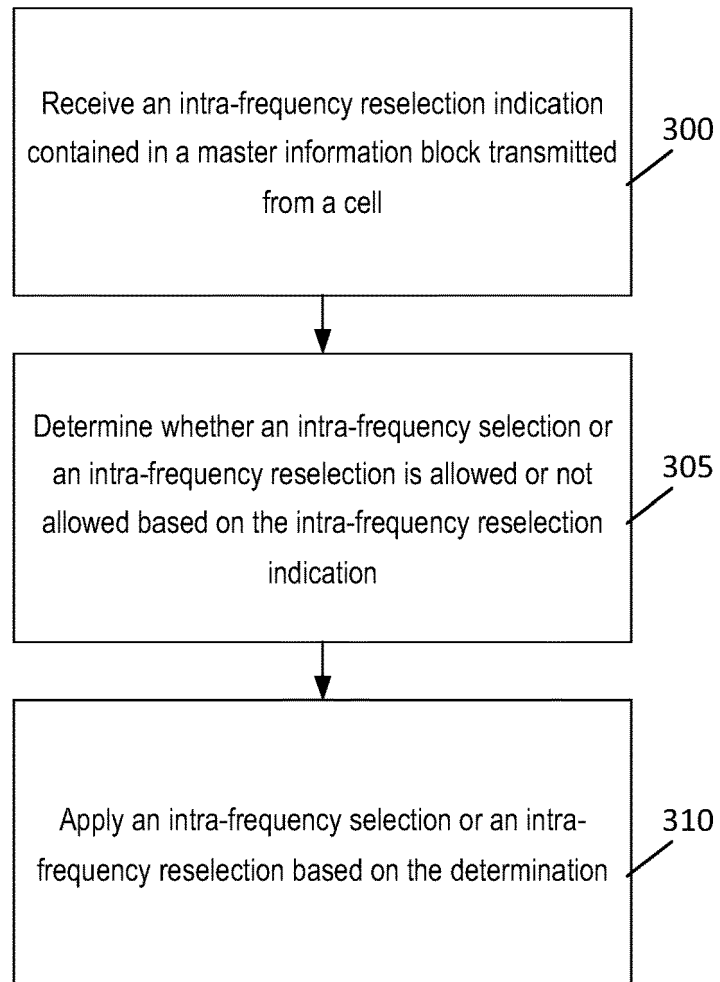 Receive an intra-frequency reselection indication
contained in a master information block transmitted
from a cell
300
Determine whether an intra-frequency selection or
an intra-frequency reselection is allowed or not
allowed based on the intra-frequency reselection
indication
305
Apply an intra-frequency selection or an intra-
frequency reselection based on the determination
310